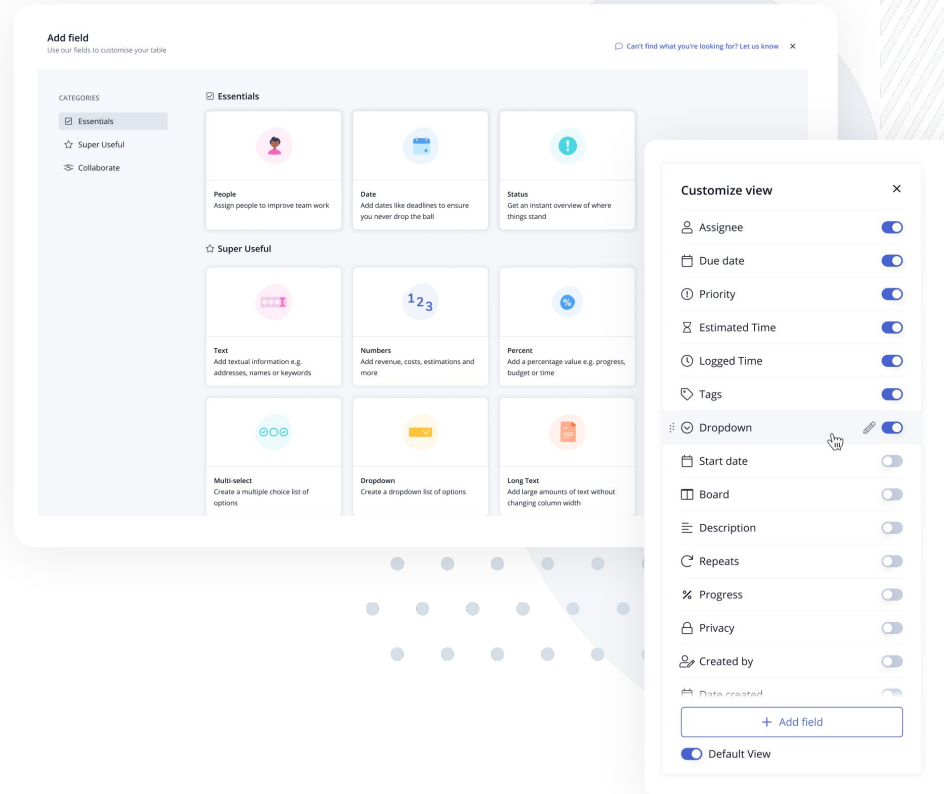 Add field
Use our fields to customise your table
Can't find what you're looking for? Let us know
CATEGORIES
Essentials
Super Useful
Collaborate
Essentials
People
Assign people to improve team work
Date
Add dates like deadlines to ensure
you never drop the ball
Status
Get an instant overview of where
things stand
Super Useful
Text
Add textual information e.g.
addresses, names or keywords
123
Numbers
Add revenue, costs, estimations and
more
%
Percent
Add a percentage value e.g. progress,
budget or time
Multi-select
Create a multiple choice list of
options
Dropdown
Create a dropdown list of options
Long Text
Add large amounts of text without
changing column width
Customize view
Assignee
Due date
Priority
Estimated Time
Logged Time
Tags
Dropdown
Start date
Board
Description
Repeats
% Progress
Privacy
Created by
Date created
+ Add field
Default View